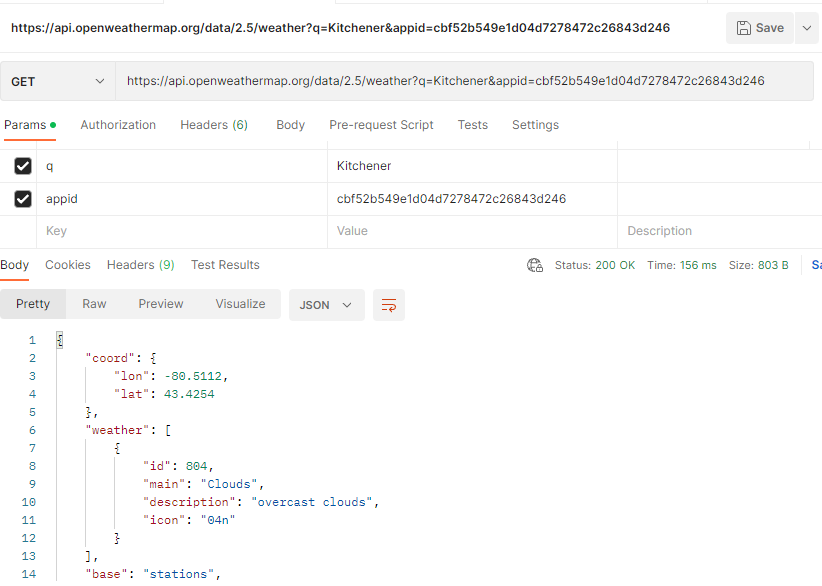 https://api.openweathermap.org/data/2.5/weather?q=Kitchener&appid=cbf52b549e1d04d7278472c26843d246 Save
GET https://api.openweathermap.org/data/2.5/weather?q=Kitchener&appid=cbf52b549e1d04d7278472c26843d246
Params Authorization Headers (6) Body Pre-request Script Tests Settings
q Kitchener
appid cbf52b549e1d04d7278472c26843d246
Key Value Description
Body Cookies Headers (9) Test Results Status: 200 OK Time: 156 ms Size: 803 B Sa
Pretty Raw Preview Visualize JSON
1 {
2 "coord": {
3 "lon": -80.5112,
4 "lat": 43.4254
5 },
6 "weather": [
7 {
8 "id": 804,
9 "main": "Clouds",
10 "description": "overcast clouds",
11 "icon": "04n"
12 }
13 ],
14 "base": "stations",